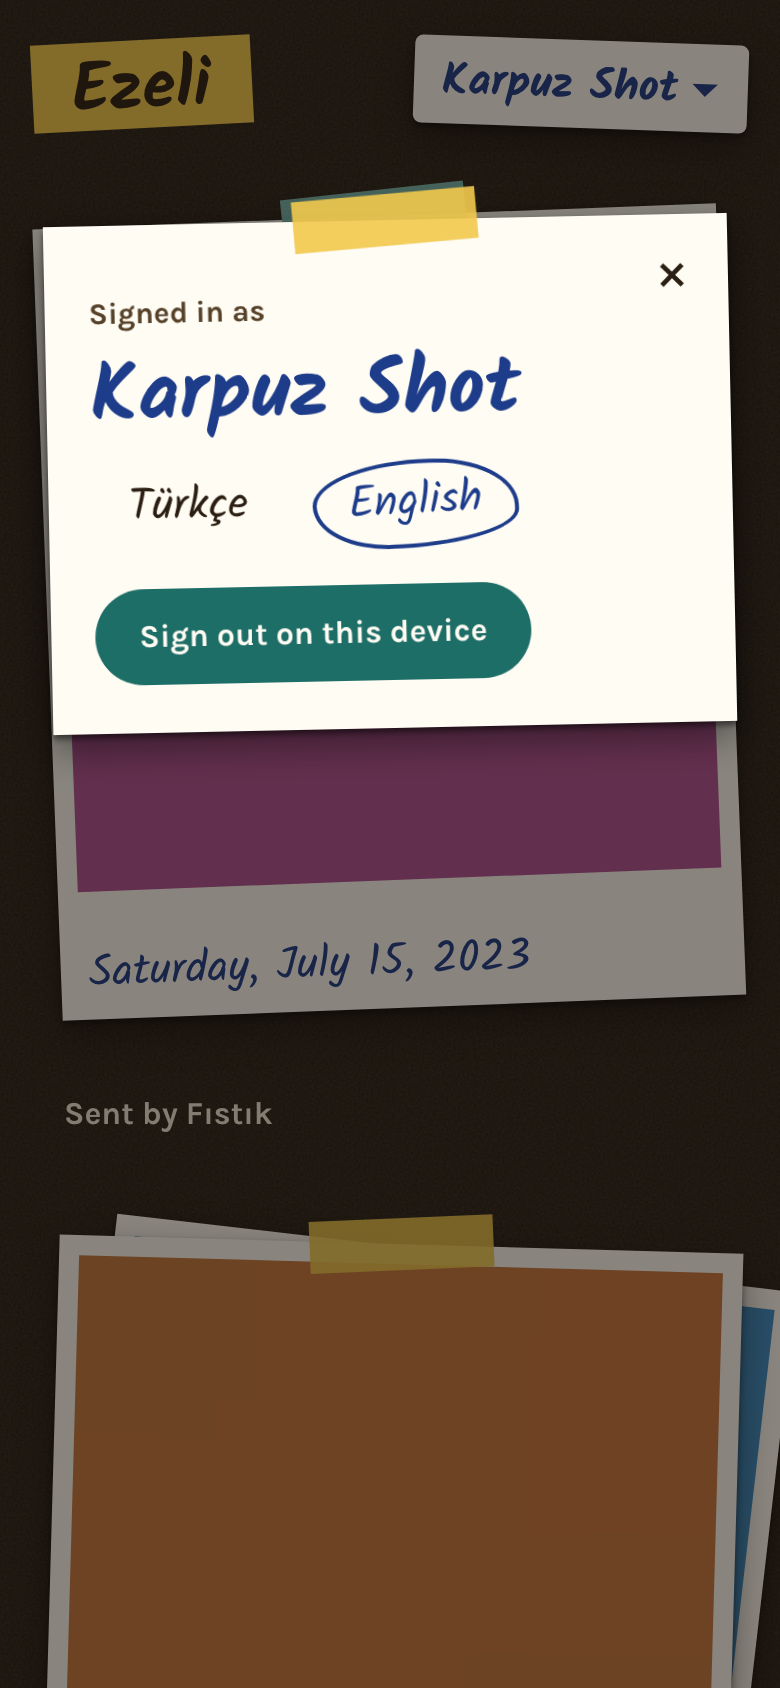 Ezeli
Karpuz Shot
Signed in as
Karpuz Shot
Türkçe English
Sign out on this device
Saturday, July 15, 2023
Sent by Fıstık